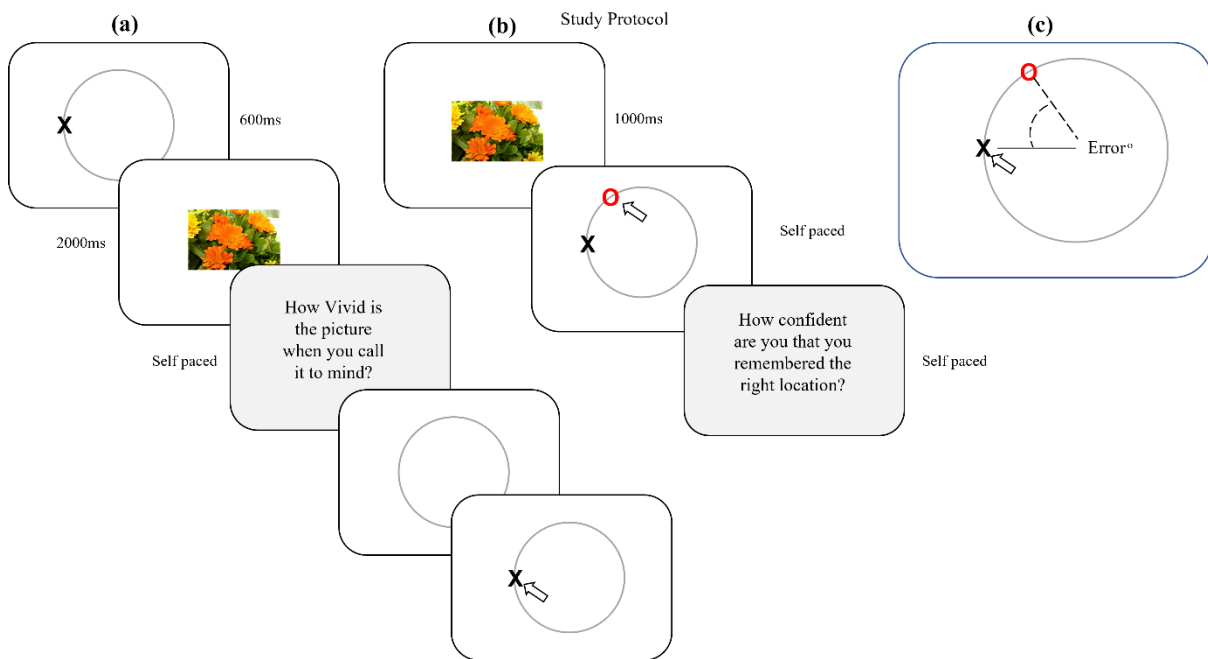 Study Protocol
(a)
X
600ms
2000ms
How Vivid is
the picture
when you call
it to mind?
Self paced
X
(b)
1000ms
O
X
Self paced
How confident
are you that you
remembered the
right location?
Self paced
(c)
O
X
Error°